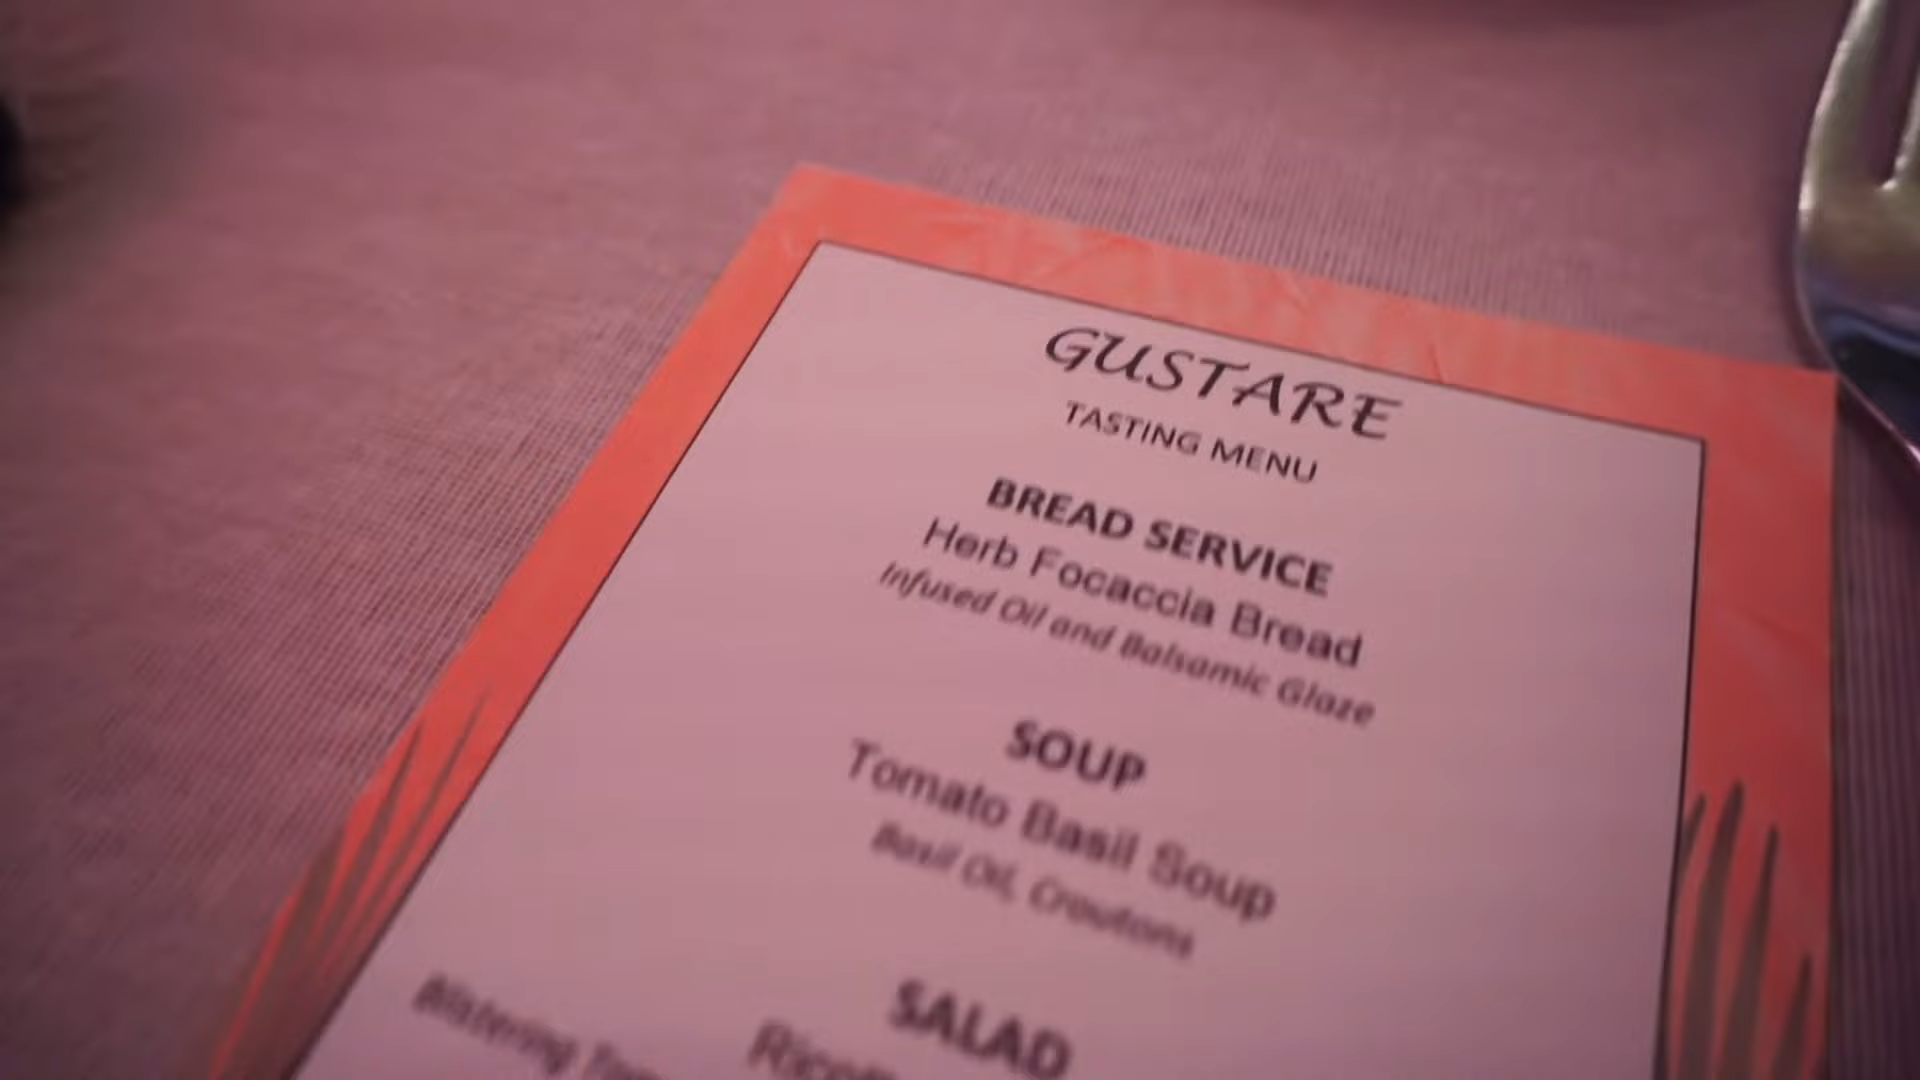 GUSTARE
TASTING MENU
BREAD SERVICE
Herb Focaccia Bread
Infused Oil and Balsamic Glaze
SOUP
Tomato Basil Soup
Basil Oil, Croutons
SALAD
Blistering